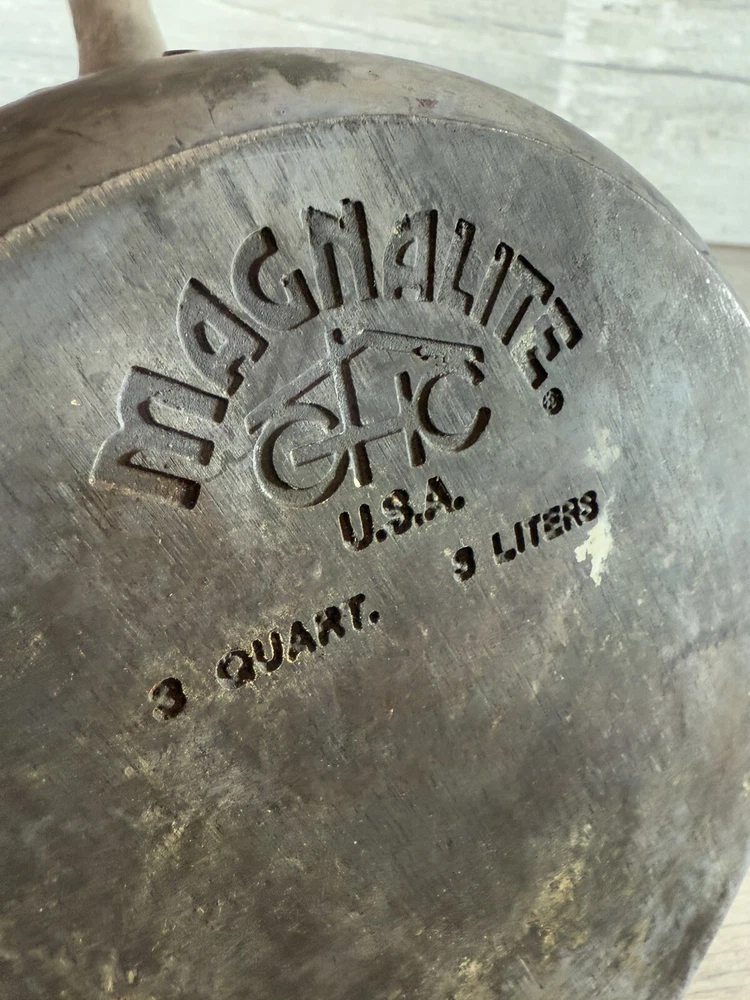 MAGNALITE®
GHC
U.S.A.
3 QUART. 3 LITERS